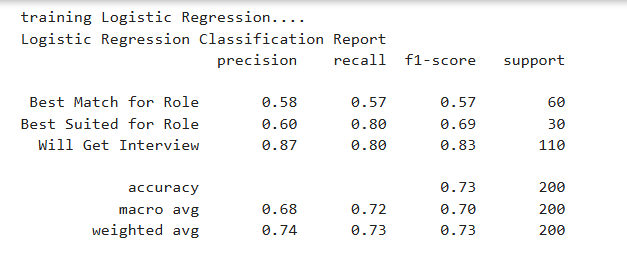 training Logistic Regression....
Logistic Regression Classification Report
precision recall f1-score support
Best Match for Role 0.58 0.57 0.57 60
Best Suited for Role 0.60 0.80 0.69 30
Will Get Interview 0.87 0.80 0.83 110
accuracy 0.73 200
macro avg 0.68 0.72 0.70 200
weighted avg 0.74 0.73 0.73 200